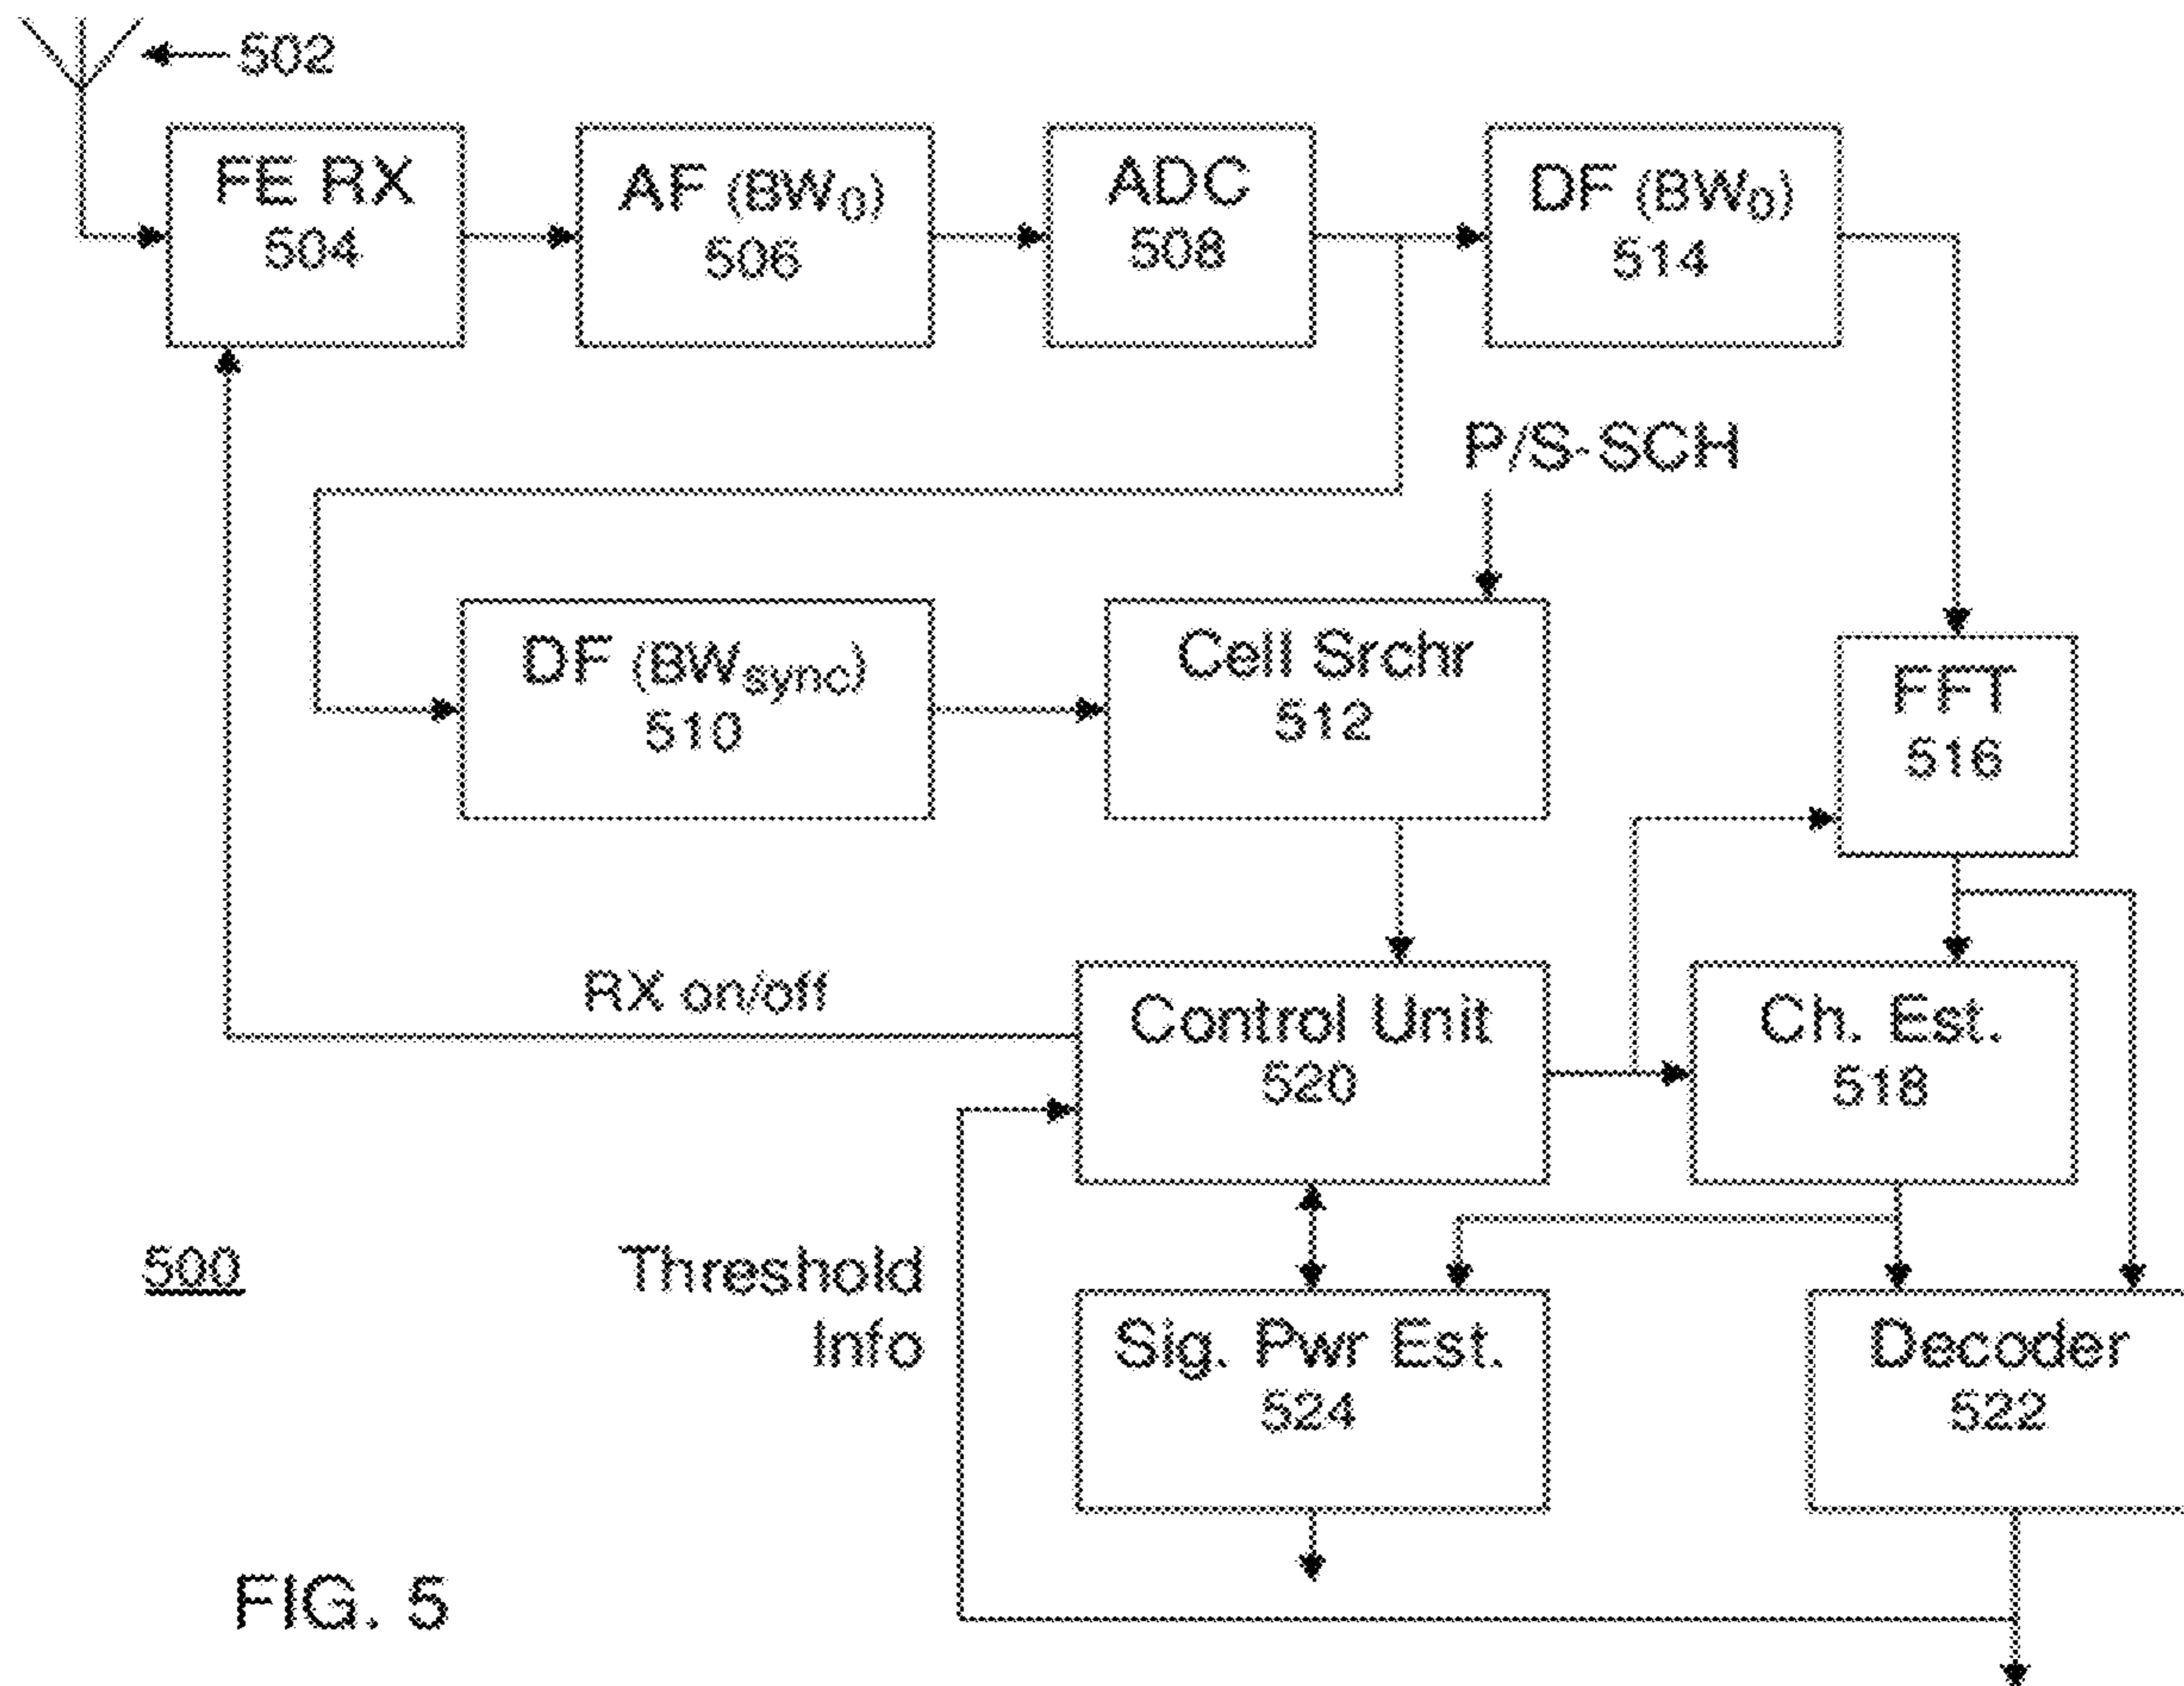 502
FE RX
504
AF (BW0)
506
ADC
508
DF (BW0)
514
P/S-SCH
DF (BWsync)
510
Cell Srchr
512
FFT
516
RX on/off
Control Unit
520
Ch. Est.
518
500
Threshold
Info
Sig. Pwr Est.
524
Decoder
522
FIG. 5